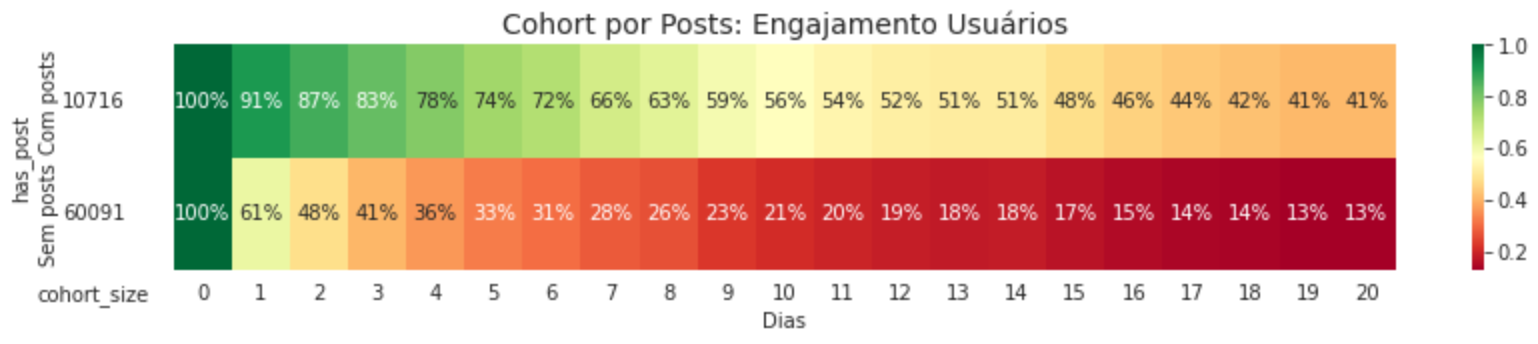 Cohort por Posts: Engajamento Usuários
has_post
Com posts
10716 100% 91% 87% 83% 78% 74% 72% 66% 63% 59% 56% 54% 52% 51% 51% 48% 46% 44% 42% 41% 41%
Sem posts
60091 100% 61% 48% 41% 36% 33% 31% 28% 26% 23% 21% 20% 19% 18% 18% 17% 15% 14% 14% 13% 13%
cohort_size 0 1 2 3 4 5 6 7 8 9 10 11 12 13 14 15 16 17 18 19 20
Dias
1.0
0.8
0.6
0.4
0.2